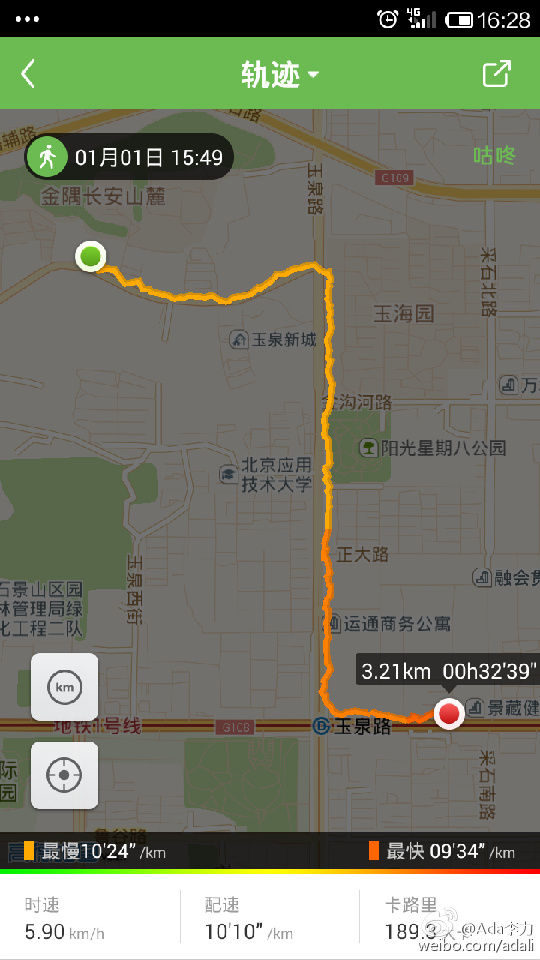 4G
16:28
轨迹
01月01日 15:49
咕咚
辅路
G109
金隅长安山麓
玉泉路
采石北路
玉海园
玉泉新城
金沟河路
万
阳光星期八公园
北京应用
技术大学
正大路
玉泉西街
石景山区园
林管理局绿
化工程二队
融会
运通商务公寓
3.21km 00h32'39"
km
景藏健
地铁1号线
G108
玉泉路
采石南路
际
园
最慢10'24" /km
最快 09'34" /km
时速
配速
卡路里
5.90 km/h
10'10" /km
189.3
@Ada李力
weibo.com/adali